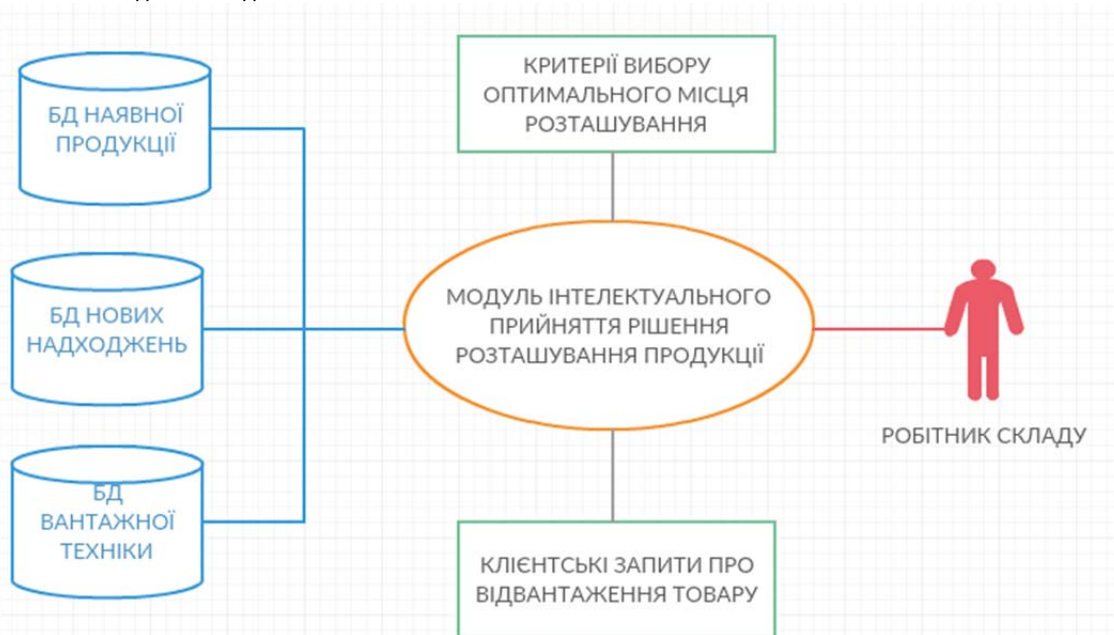 БД НАЯВНОЇ
ПРОДУКЦІЇ
БД НОВИХ
НАДХОДЖЕНЬ
БД
ВАНТАЖНОЇ
ТЕХНІКИ
КРИТЕРІЇ ВИБОРУ
ОПТИМАЛЬНОГО МІСЦЯ
РОЗТАШУВАННЯ
МОДУЛЬ ІНТЕЛЕКТУАЛЬНОГО
ПРИЙНЯТТЯ РІШЕННЯ
РОЗТАШУВАННЯ ПРОДУКЦІЇ
КЛІЄНТСЬКІ ЗАПИТИ ПРО
ВІДВАНТАЖЕННЯ ТОВАРУ
РОБІТНИК СКЛАДУ